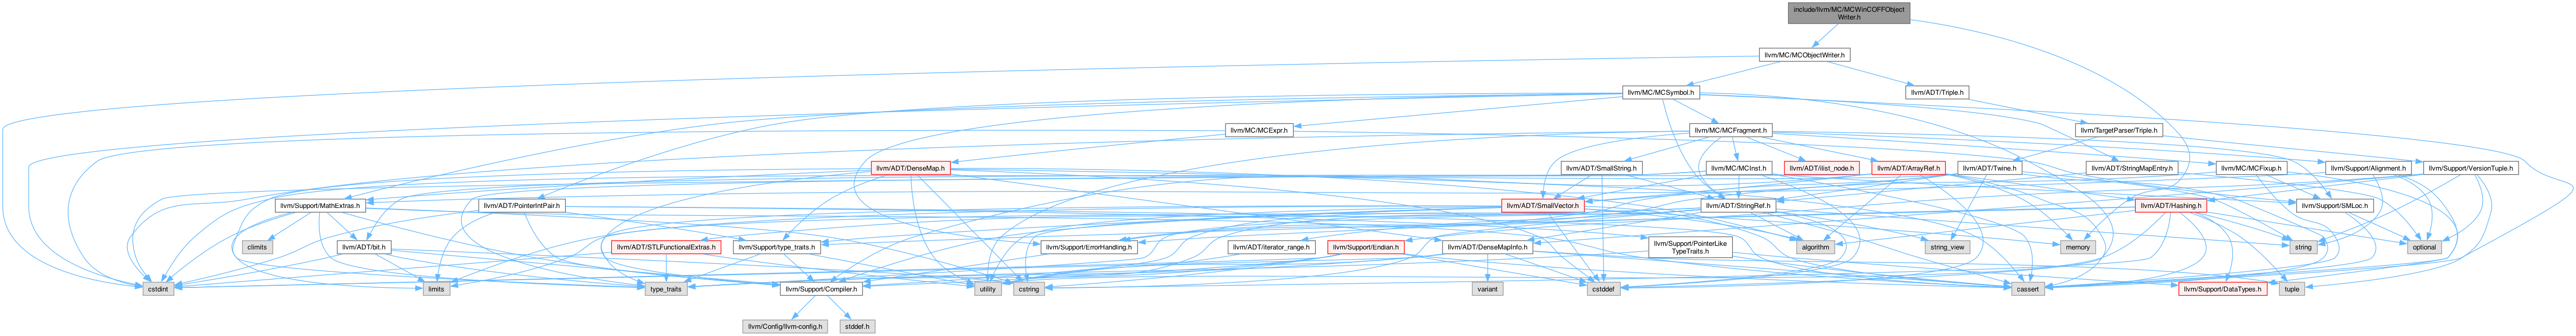 include/llvm/MC/MCWinCOFFObject
Writer.h
llvm/MC/MCObjectWriter.h
llvm/MC/MCSymbol.h
llvm/ADT/Triple.h
llvm/MC/MCExpr.h
llvm/MC/MCFragment.h
llvm/TargetParser/Triple.h
llvm/ADT/DenseMap.h
llvm/ADT/SmallString.h
llvm/MC/MCInst.h
llvm/ADT/ilist_node.h
llvm/ADT/ArrayRef.h
llvm/ADT/Twine.h
llvm/ADT/StringMapEntry.h
llvm/MC/MCFixup.h
llvm/Support/Alignment.h
llvm/Support/VersionTuple.h
llvm/Support/MathExtras.h
llvm/ADT/PointerIntPair.h
llvm/ADT/SmallVector.h
llvm/ADT/StringRef.h
llvm/ADT/Hashing.h
llvm/Support/SMLoc.h
climits
llvm/ADT/bit.h
llvm/ADT/STLFunctionalExtras.h
llvm/Support/type_traits.h
llvm/Support/ErrorHandling.h
llvm/ADT/iterator_range.h
llvm/Support/Endian.h
llvm/ADT/DenseMapInfo.h
algorithm
llvm/Support/PointerLike
TypeTraits.h
string_view
memory
string
optional
cstdint
limits
type_traits
llvm/Support/Compiler.h
utility
cstring
variant
cstddef
cassert
llvm/Support/DataTypes.h
tuple
llvm/Config/llvm-config.h
stddef.h